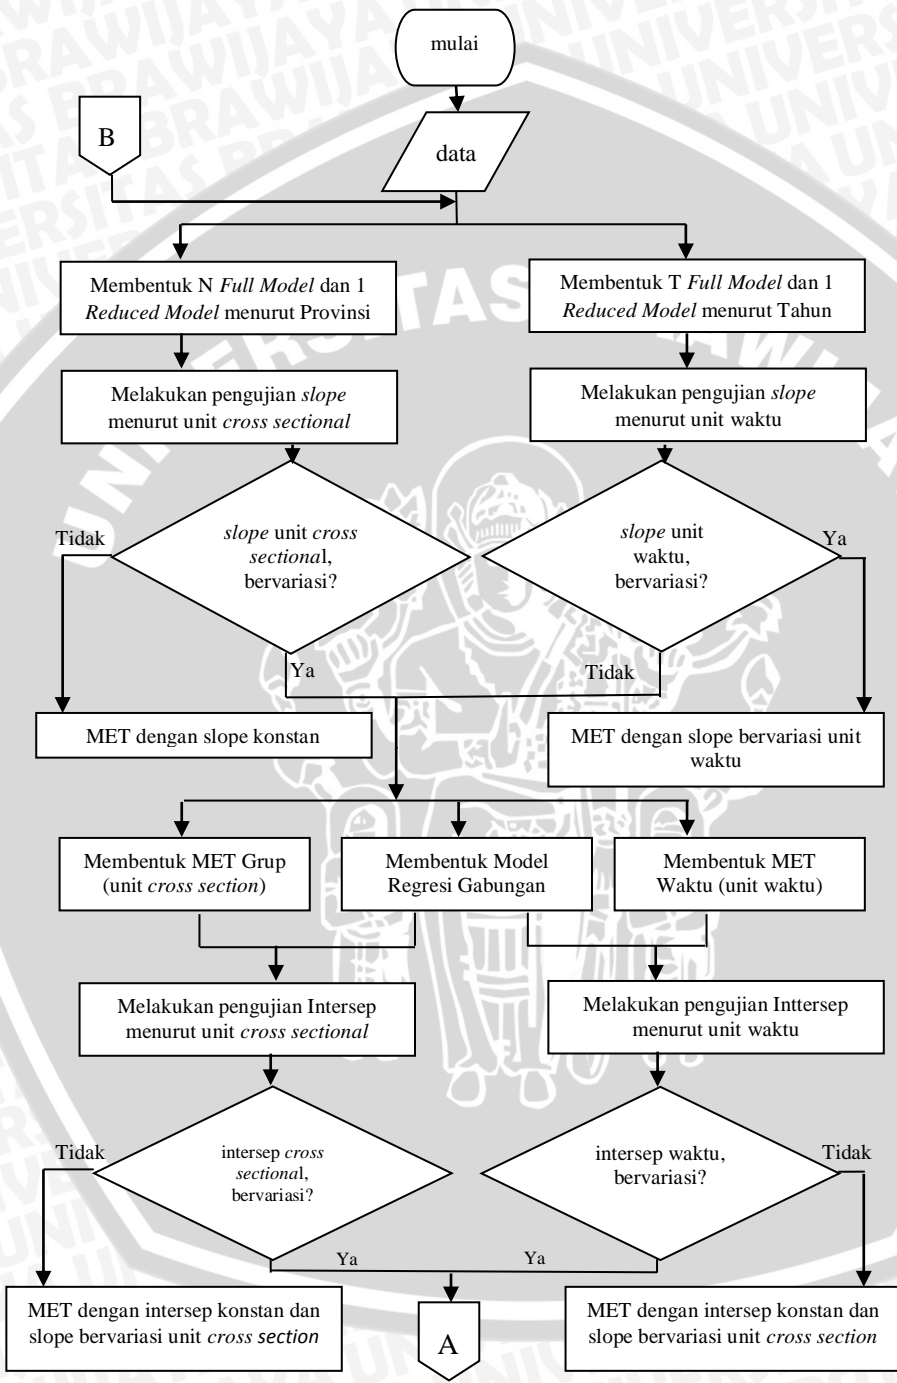 mulai
B
data
Membentuk N Full Model dan 1
Reduced Model menurut Provinsi
Membentuk T Full Model dan 1
Reduced Model menurut Tahun
Melakukan pengujian slope
menurut unit cross sectional
Melakukan pengujian slope
menurut unit waktu
Tidak
slope unit cross
sectional,
bervariasi?
slope unit
waktu,
bervariasi?
Ya
Ya
Tidak
MET dengan slope konstan
MET dengan slope bervariasi unit
waktu
Membentuk MET Grup
(unit cross section)
Membentuk Model
Regresi Gabungan
Membentuk MET
Waktu (unit waktu)
Melakukan pengujian Intersep
menurut unit cross sectional
Melakukan pengujian Inttersep
menurut unit waktu
Tidak
intersep cross
sectional,
bervariasi?
intersep waktu,
bervariasi?
Tidak
Ya
Ya
MET dengan intersep konstan dan
slope bervariasi unit cross section
A
MET dengan intersep konstan dan
slope bervariasi unit cross section